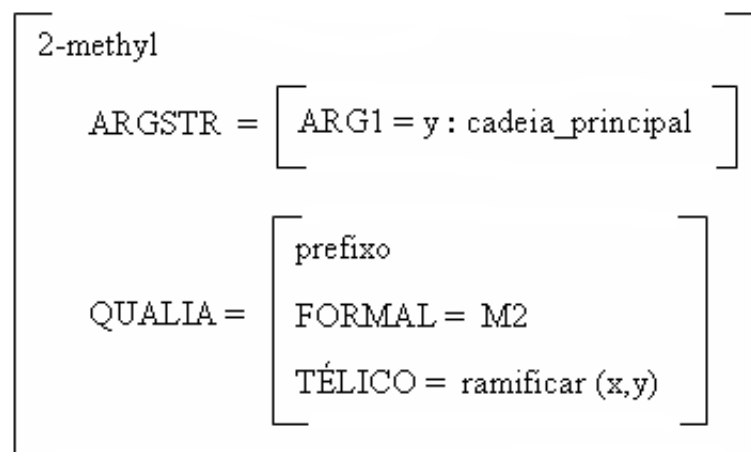 2-methyl
ARGSTR = ARG1 = y : cadeia_principal
prefixo
QUALIA = FORMAL = M2
TÉLICO = ramificar (x,y)